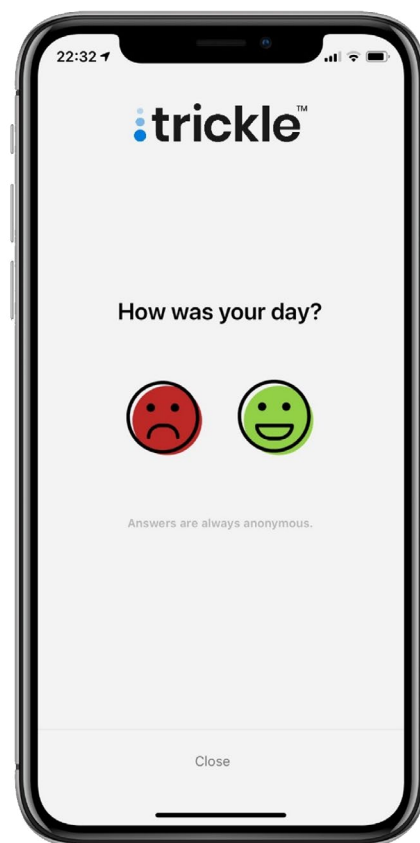 22:32
trickle™
How was your day?
Answers are always anonymous.
Close